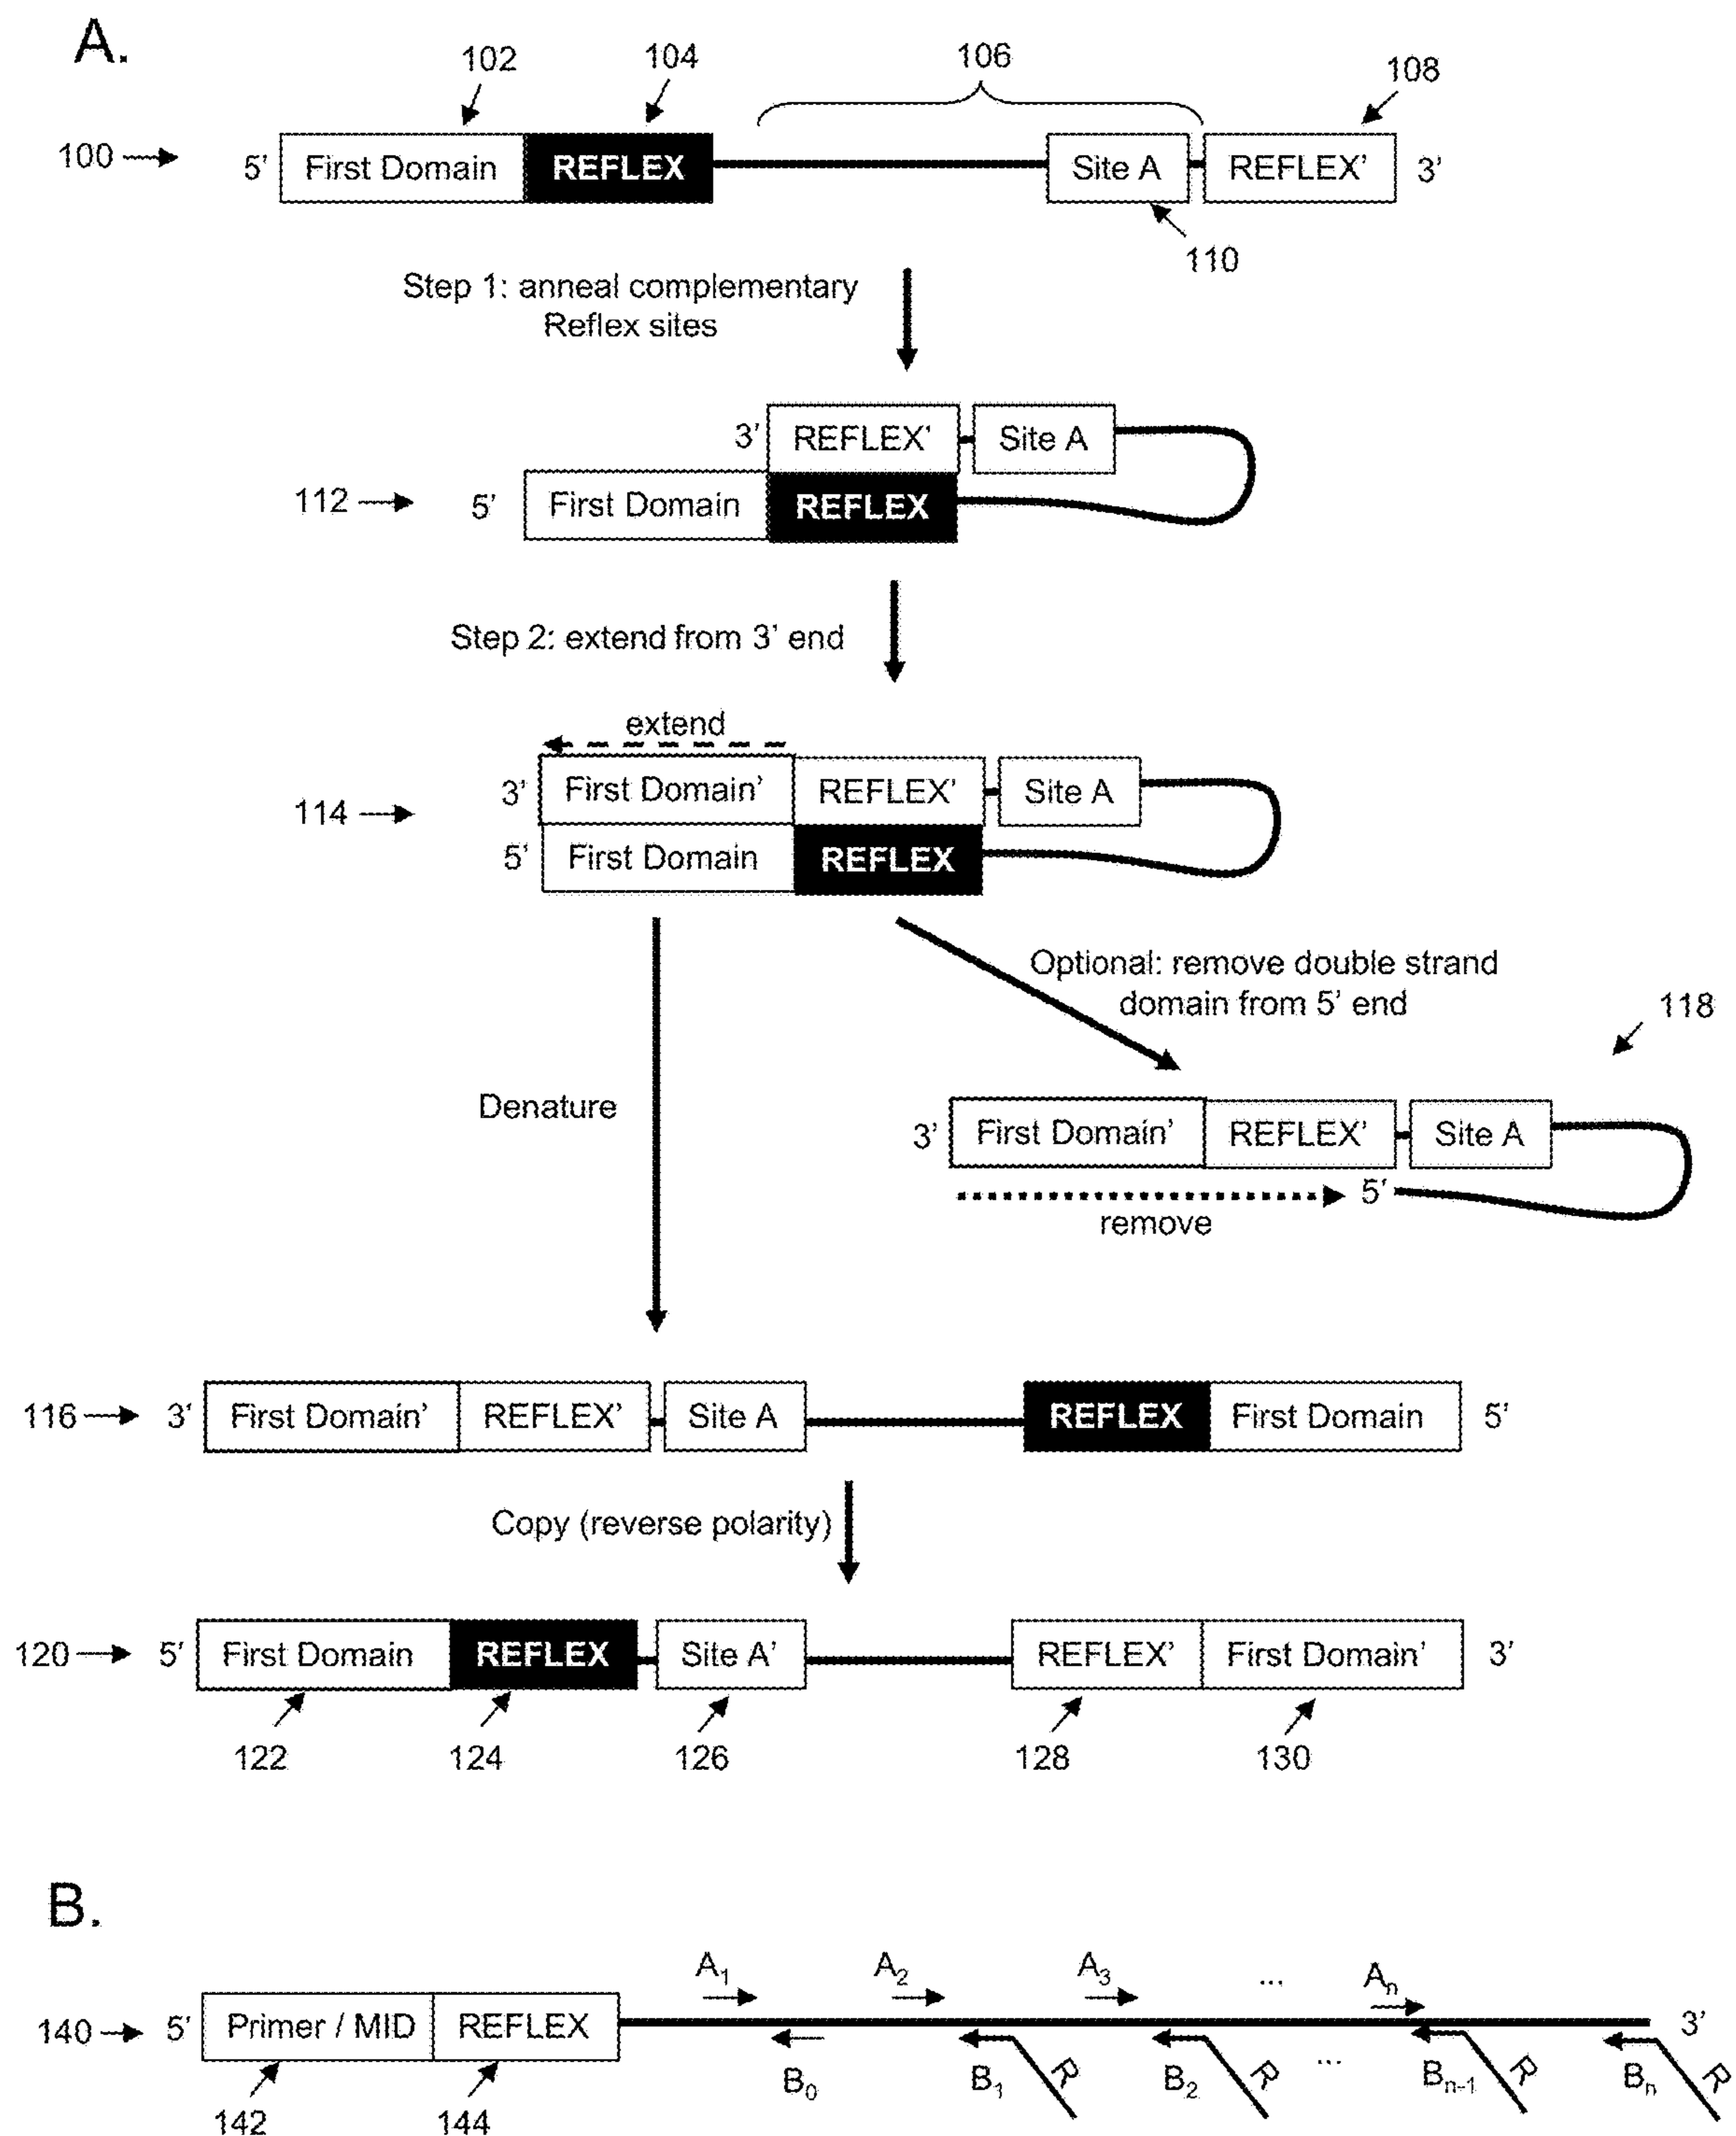 A.
102
104
106
108
100
5’ First Domain REFLEX Site A REFLEX’ 3’
110
Step 1: anneal complementary
Reflex sites
3’ REFLEX’ Site A
112 5’ First Domain REFLEX
Step 2: extend from 3’ end
extend
3’ First Domain’ REFLEX’ Site A
114
5’ First Domain REFLEX
Optional: remove double strand
domain from 5’ end
118
Denature
3’ First Domain’ REFLEX’ Site A
5’
remove
116 3’ First Domain’ REFLEX’ Site A REFLEX First Domain 5’
Copy (reverse polarity)
120 5’ First Domain REFLEX Site A’ REFLEX’ First Domain’ 3’
122 124 126 128 130
B.
A1 A2 A3 ... An
140 5’ Primer / MID REFLEX 3’
B0 B1 R B2 R ... Bn-1 R Bn R
142 144